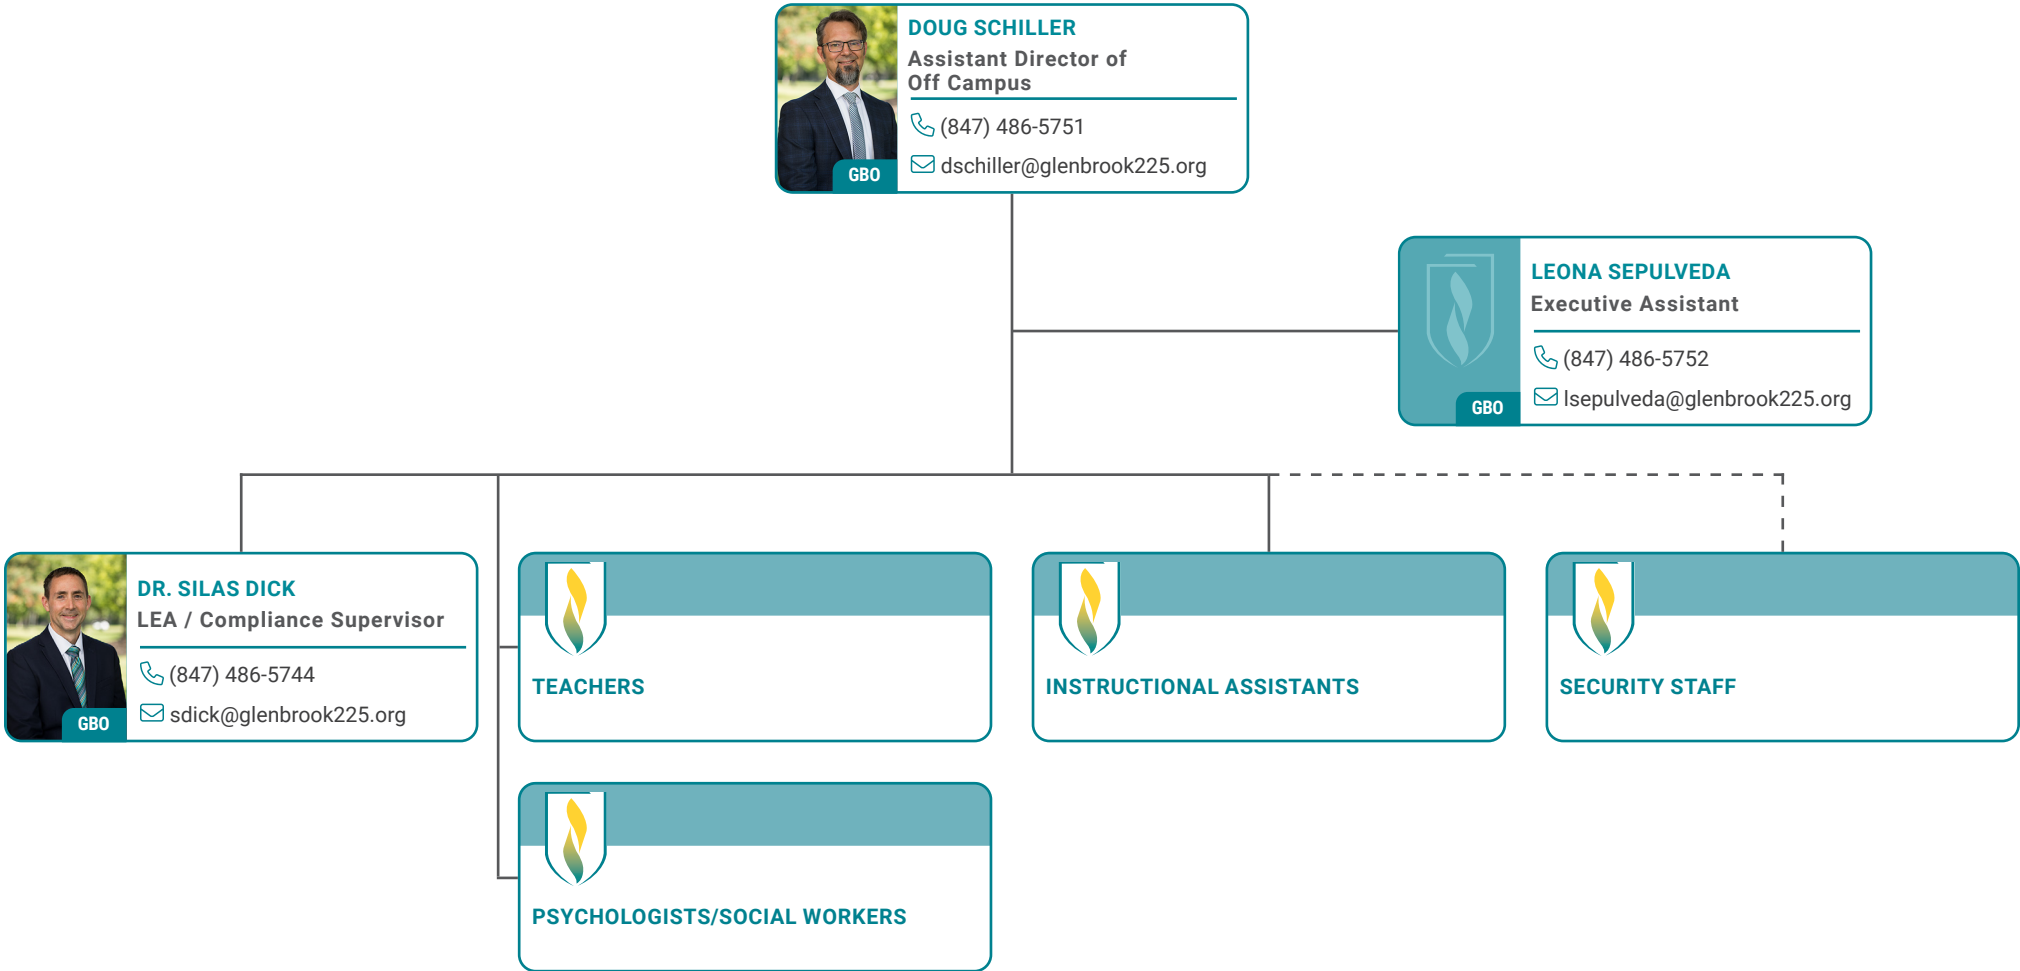 DOUG SCHILLER
Assistant Director of
Off Campus
(847) 486-5751
dschiller@glenbrook225.org
GBO
LEONA SEPULVEDA
Executive Assistant
(847) 486-5752
lsepulveda@glenbrook225.org
GBO
DR. SILAS DICK
LEA / Compliance Supervisor
(847) 486-5744
sdick@glenbrook225.org
GBO
TEACHERS
INSTRUCTIONAL ASSISTANTS
SECURITY STAFF
PSYCHOLOGISTS/SOCIAL WORKERS